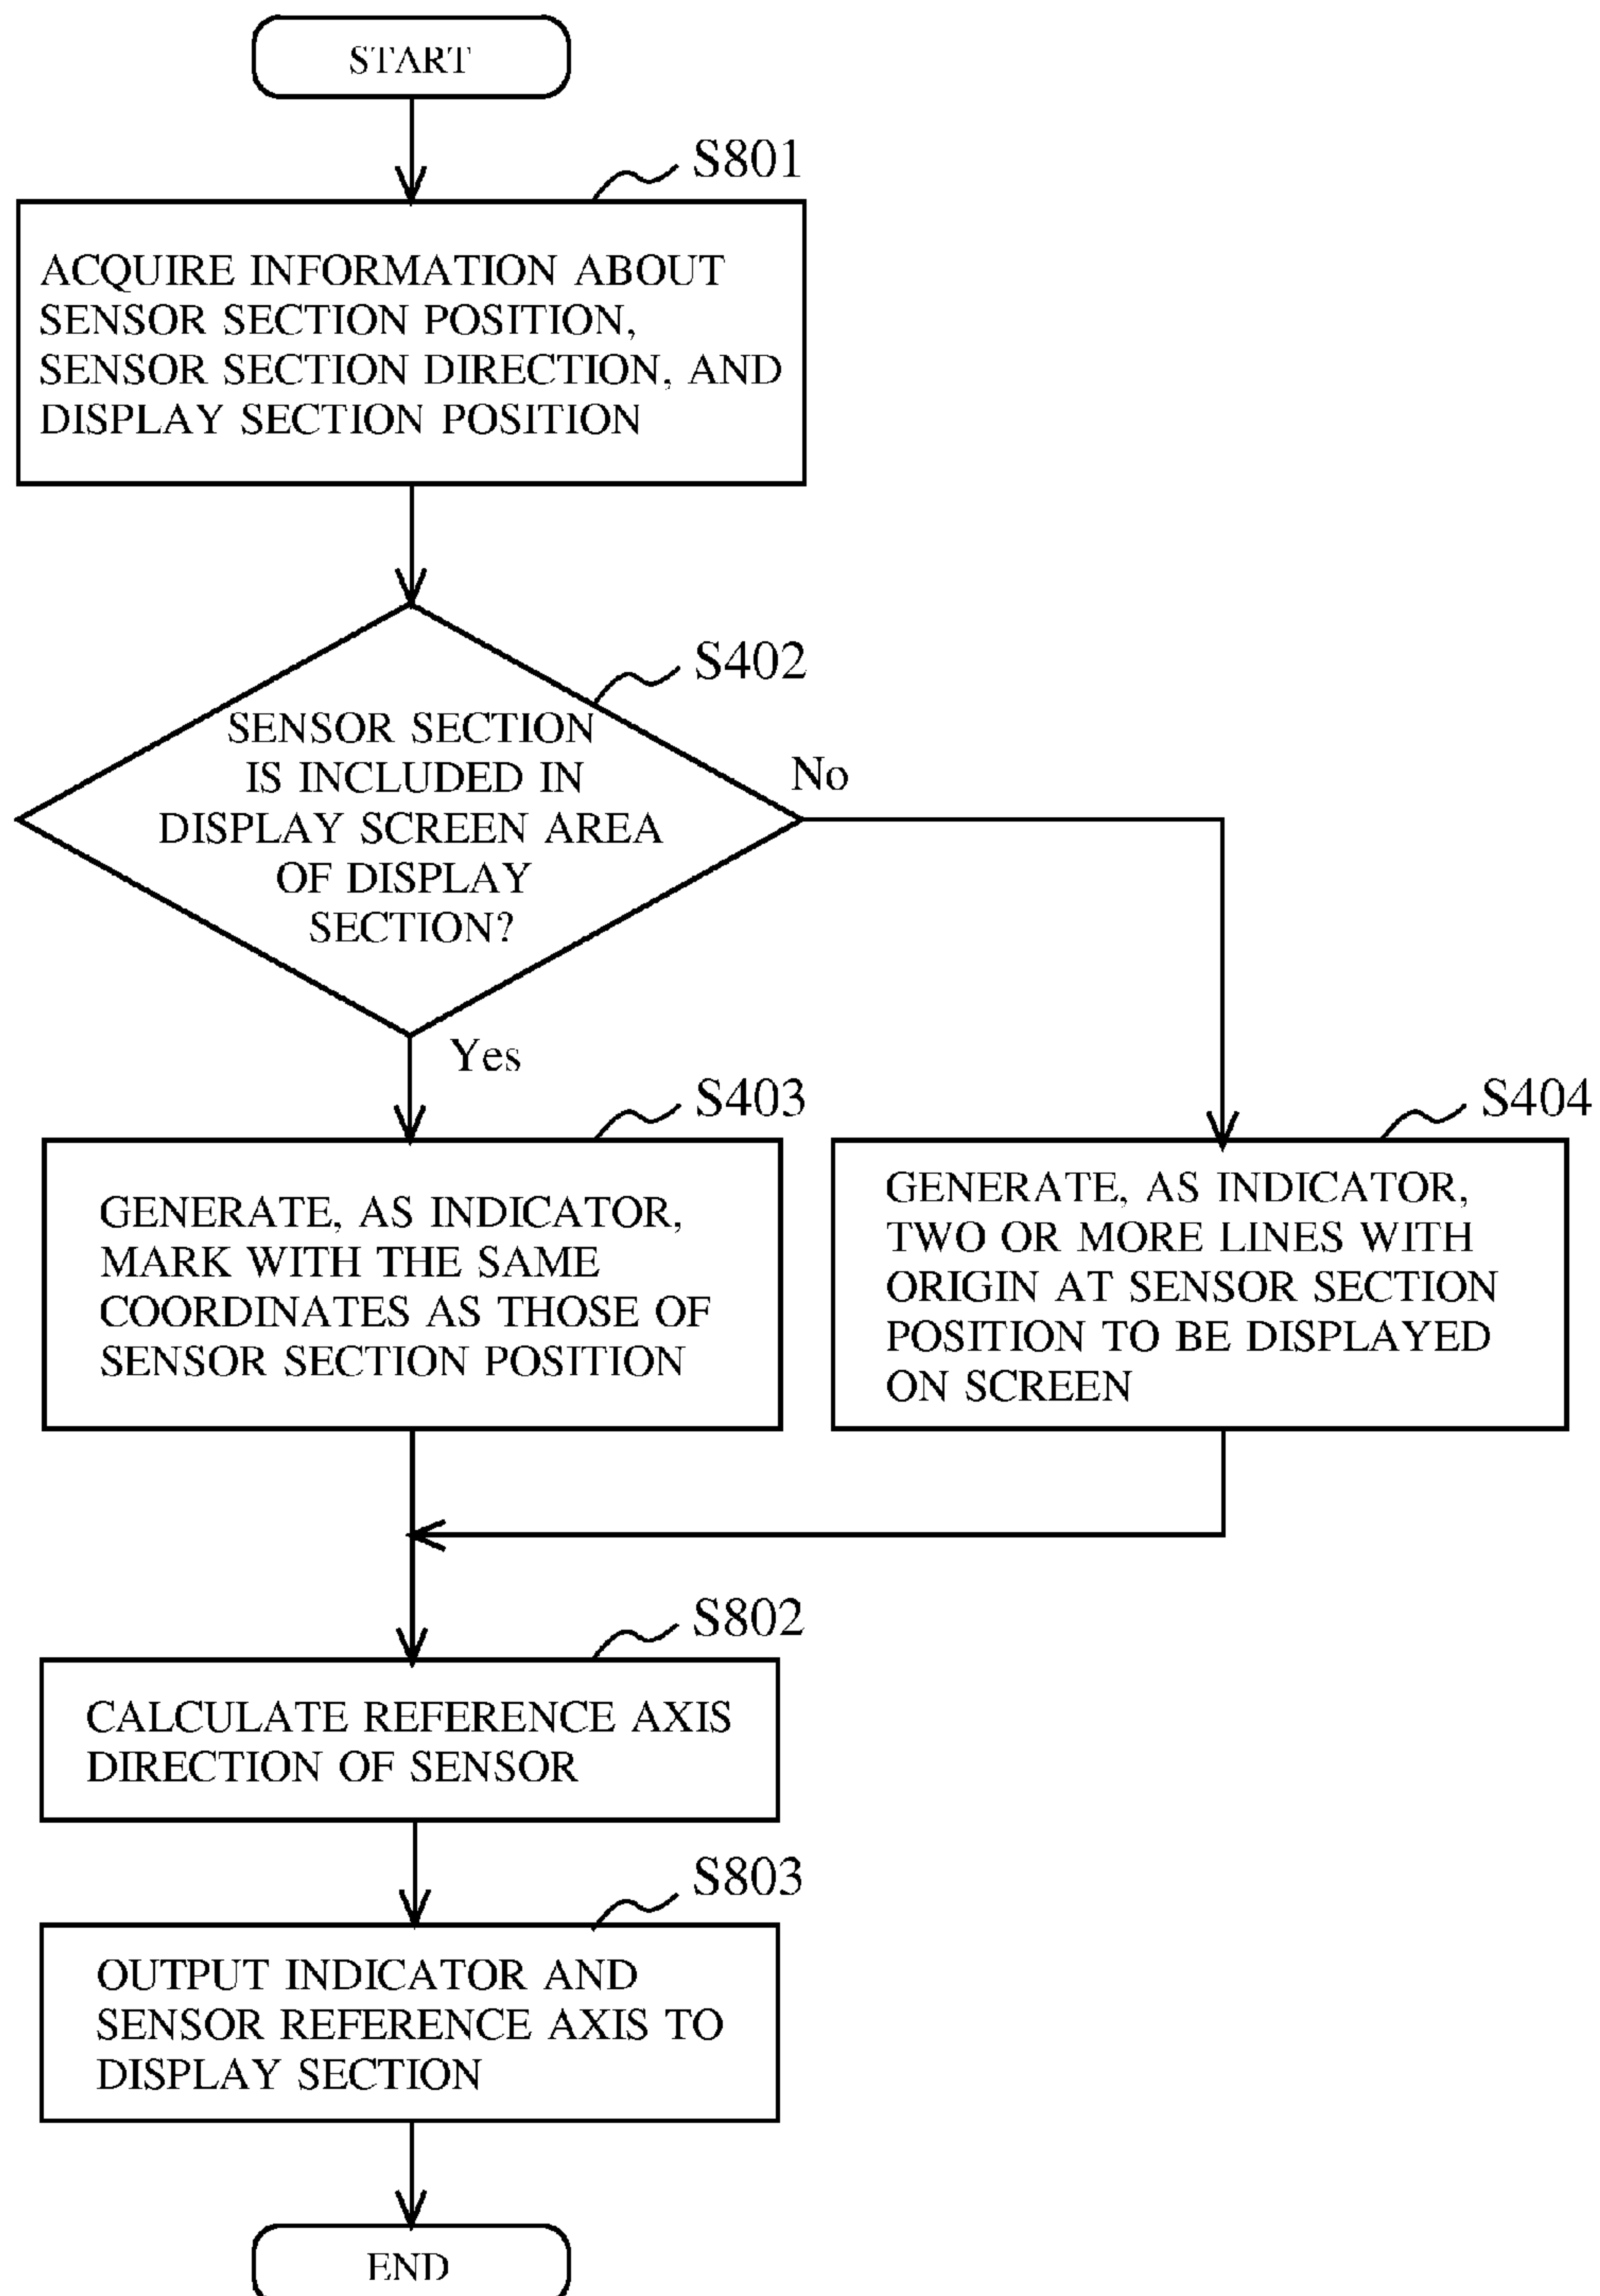 START
S801
ACQUIRE INFORMATION ABOUT
SENSOR SECTION POSITION,
SENSOR SECTION DIRECTION, AND
DISPLAY SECTION POSITION
S402
SENSOR SECTION
IS INCLUDED IN
DISPLAY SCREEN AREA
OF DISPLAY
SECTION?
No
Yes
S403
GENERATE, AS INDICATOR,
MARK WITH THE SAME
COORDINATES AS THOSE OF
SENSOR SECTION POSITION
S404
GENERATE, AS INDICATOR,
TWO OR MORE LINES WITH
ORIGIN AT SENSOR SECTION
POSITION TO BE DISPLAYED
ON SCREEN
S802
CALCULATE REFERENCE AXIS
DIRECTION OF SENSOR
S803
OUTPUT INDICATOR AND
SENSOR REFERENCE AXIS TO
DISPLAY SECTION
END